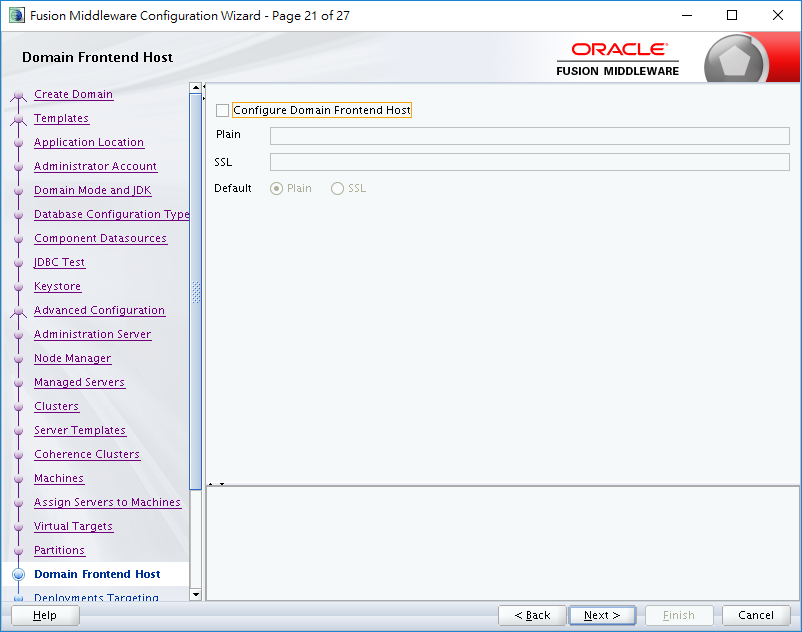 Fusion Middleware Configuration Wizard - Page 21 of 27
Domain Frontend Host
ORACLE®
FUSION MIDDLEWARE
Create Domain
Templates
Application Location
Administrator Account
Domain Mode and JDK
Database Configuration Type
Component Datasources
JDBC Test
Keystore
Advanced Configuration
Administration Server
Node Manager
Managed Servers
Clusters
Server Templates
Coherence Clusters
Machines
Assign Servers to Machines
Virtual Targets
Partitions
Domain Frontend Host
Deployments Targeting
Configure Domain Frontend Host
Plain
SSL
Default Plain SSL
Help < Back Next > Finish Cancel